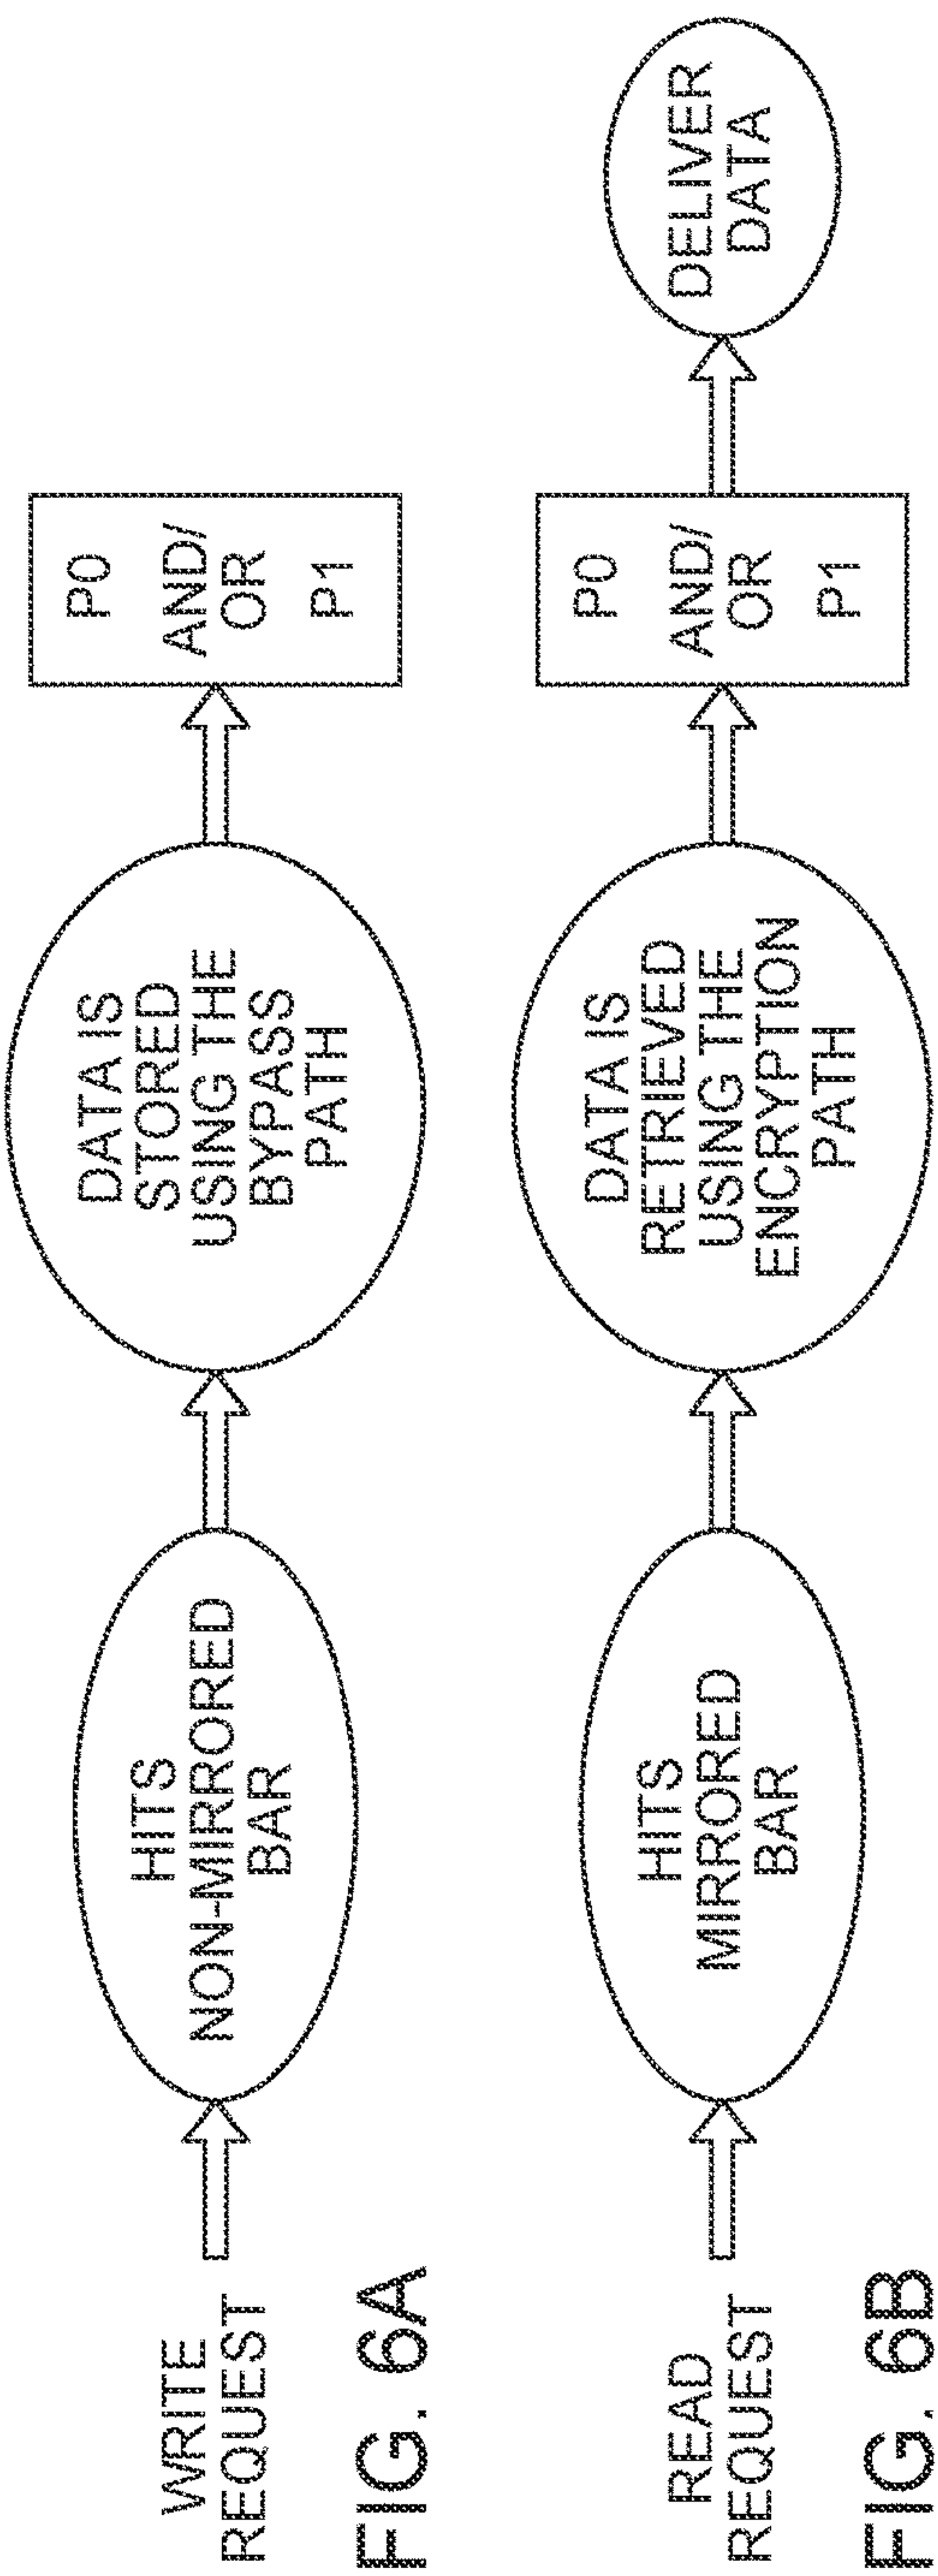 WRITE
REQUEST
HITS
NON-MIRRORED
BAR
DATA IS
STORED
USING THE
BYPASS
PATH
P0
AND/
OR
P1
FIG. 6A
READ
REQUEST
HITS
MIRRORED
BAR
DATA IS
RETRIEVED
USING THE
ENCRYPTION
PATH
P0
AND/
OR
P1
DELIVER
DATA
FIG. 6B